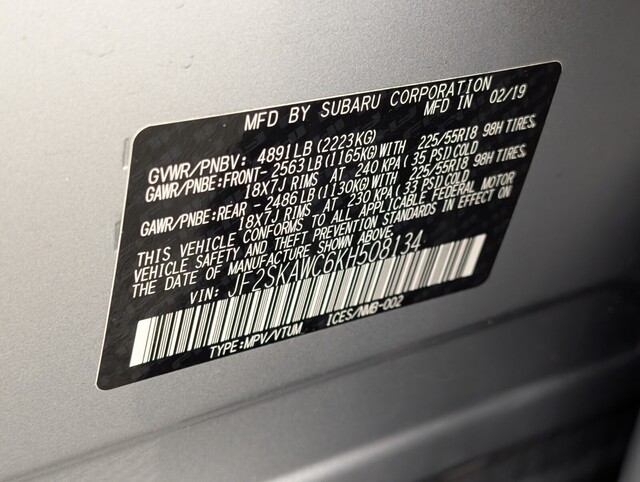 MFD BY SUBARU CORPORATION
MFD IN 02/19
GVWR/PNBV: 4891LB(2223KG)
GAWR/PNBE:FRONT- 2563LB(1165KG)WITH 225/55R18 98H TIRES,
18X7J RIMS AT 240 KPA(35 PSI)COLD
GAWR/PNBE:REAR -2486LB(1130KG)WITH 225/55R18 98H TIRES,
18X7J RIMS AT 230 KPA(33 PSI)COLD
THIS VEHICLE CONFORMS TO ALL APPLICABLE FEDERAL MOTOR
VEHICLE SAFETY AND THEFT PREVENTION STANDARDS IN EFFECT ON
THE DATE OF MANUFACTURE SHOWN ABOVE.
VIN: JF2SKAWC6KH508134
TYPE:MPV/VTUM ICES/NMB-002